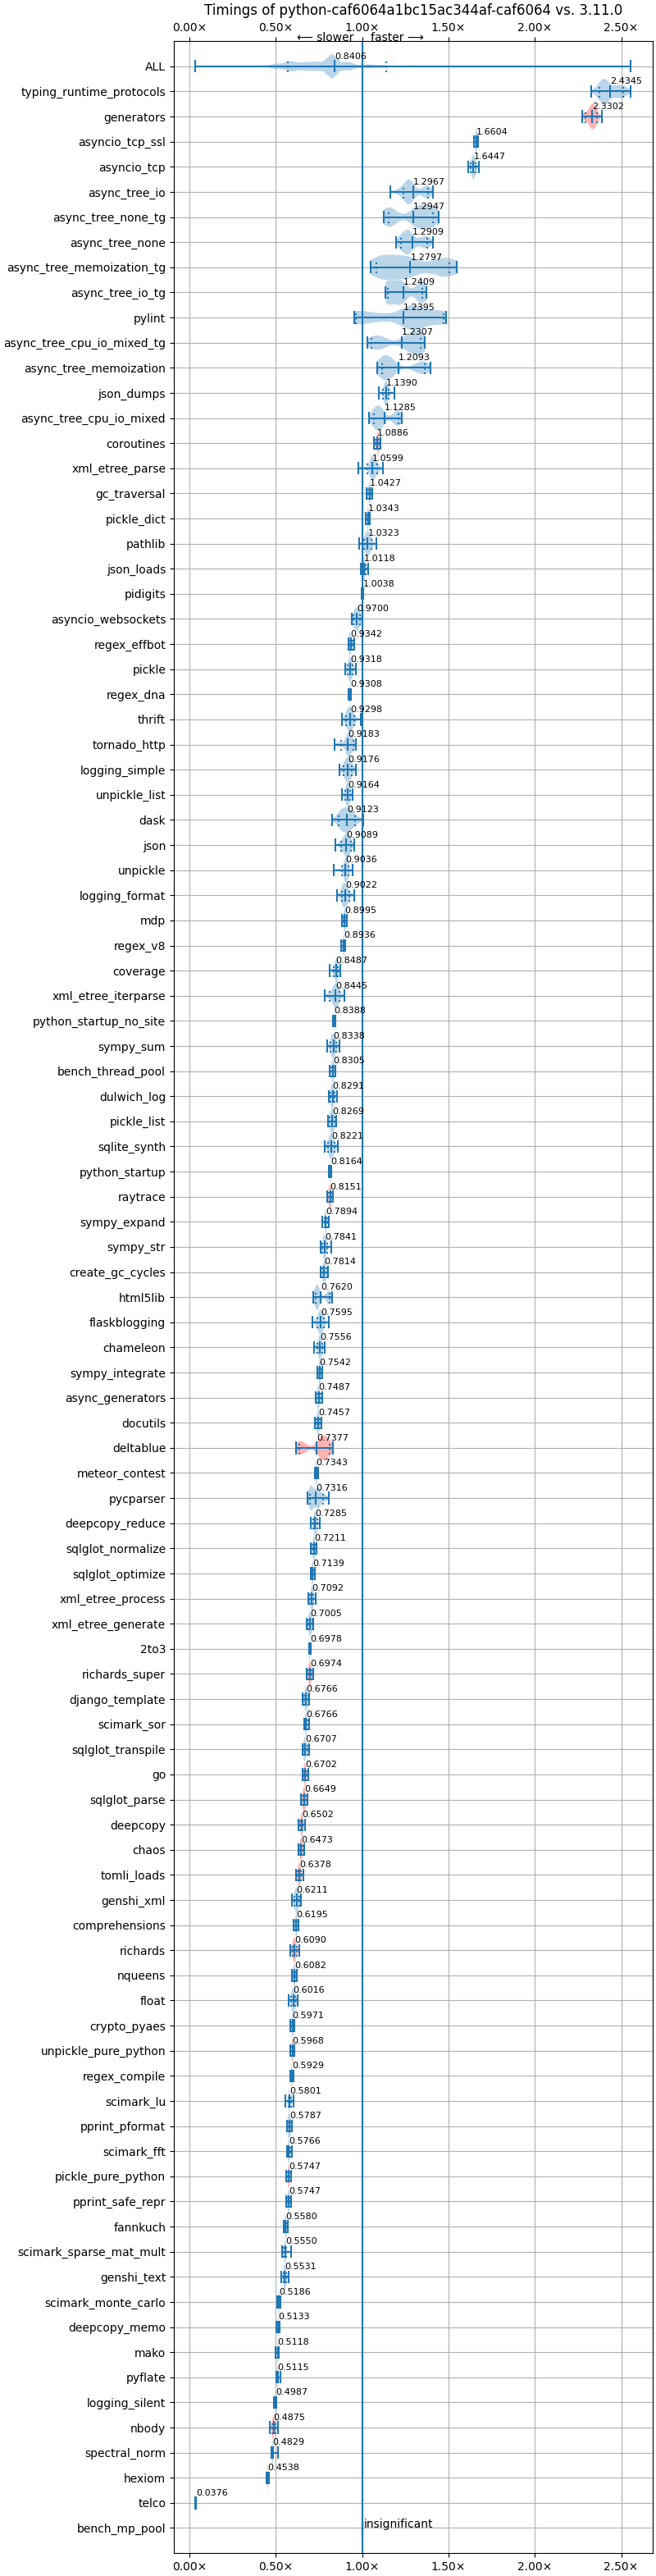 Timings of python-caf6064a1bc15ac344af-caf6064 vs. 3.11.0
0.00× 0.50× 1.00× 1.50× 2.00× 2.50×
← slower faster →
ALL 0.8406
typing_runtime_protocols 2.4345
generators 2.3302
asyncio_tcp_ssl 1.6604
asyncio_tcp 1.6447
async_tree_io 1.2967
async_tree_none_tg 1.2947
async_tree_none 1.2909
async_tree_memoization_tg 1.2797
async_tree_io_tg 1.2409
pylint 1.2395
async_tree_cpu_io_mixed_tg 1.2307
async_tree_memoization 1.2093
json_dumps 1.1390
async_tree_cpu_io_mixed 1.1285
coroutines 1.0886
xml_etree_parse 1.0599
gc_traversal 1.0427
pickle_dict 1.0343
pathlib 1.0323
json_loads 1.0118
pidigits 1.0038
asyncio_websockets 0.9700
regex_effbot 0.9342
pickle 0.9318
regex_dna 0.9308
thrift 0.9298
tornado_http 0.9183
logging_simple 0.9176
unpickle_list 0.9164
dask 0.9123
json 0.9089
unpickle 0.9036
logging_format 0.9022
mdp 0.8995
regex_v8 0.8936
coverage 0.8487
xml_etree_iterparse 0.8445
python_startup_no_site 0.8388
sympy_sum 0.8338
bench_thread_pool 0.8305
dulwich_log 0.8291
pickle_list 0.8269
sqlite_synth 0.8221
python_startup 0.8164
raytrace 0.8151
sympy_expand 0.7894
sympy_str 0.7841
create_gc_cycles 0.7814
html5lib 0.7620
flaskblogging 0.7595
chameleon 0.7556
sympy_integrate 0.7542
async_generators 0.7487
docutils 0.7457
deltablue 0.7377
meteor_contest 0.7343
pycparser 0.7316
deepcopy_reduce 0.7285
sqlglot_normalize 0.7211
sqlglot_optimize 0.7139
xml_etree_process 0.7092
xml_etree_generate 0.7005
2to3 0.6978
richards_super 0.6974
django_template 0.6766
scimark_sor 0.6766
sqlglot_transpile 0.6707
go 0.6702
sqlglot_parse 0.6649
deepcopy 0.6502
chaos 0.6473
tomli_loads 0.6378
genshi_xml 0.6211
comprehensions 0.6195
richards 0.6090
nqueens 0.6082
float 0.6016
crypto_pyaes 0.5971
unpickle_pure_python 0.5968
regex_compile 0.5929
scimark_lu 0.5801
pprint_pformat 0.5787
scimark_fft 0.5766
pickle_pure_python 0.5747
pprint_safe_repr 0.5747
fannkuch 0.5580
scimark_sparse_mat_mult 0.5550
genshi_text 0.5531
scimark_monte_carlo 0.5186
deepcopy_memo 0.5133
mako 0.5118
pyflate 0.5115
logging_silent 0.4987
nbody 0.4875
spectral_norm 0.4829
hexiom 0.4538
telco 0.0376
bench_mp_pool insignificant
0.00× 0.50× 1.00× 1.50× 2.00× 2.50×